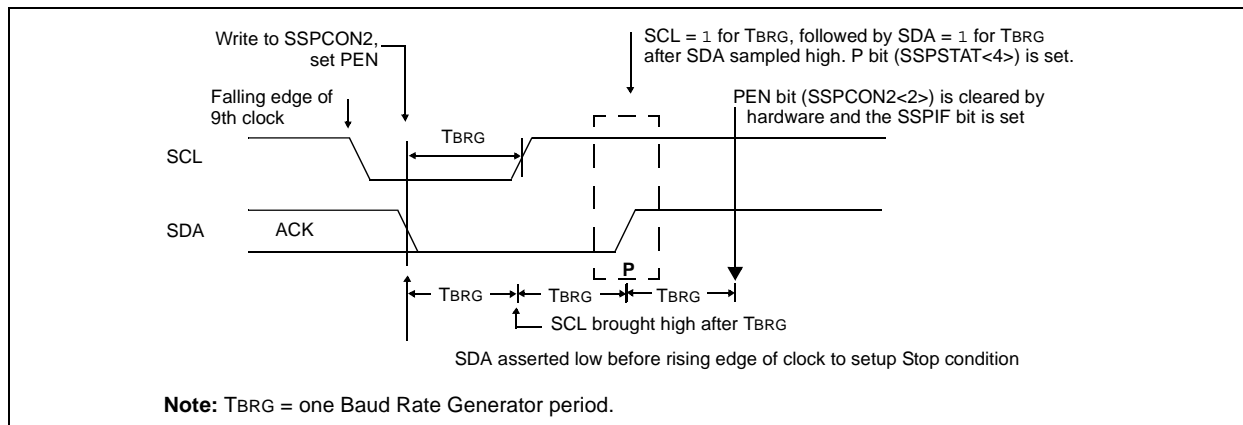 Write to SSPCON2,
set PEN
SCL = 1 for TBRG, followed by SDA = 1 for TBRG
after SDA sampled high. P bit (SSPSTAT<4>) is set.
Falling edge of
9th clock
PEN bit (SSPCON2<2>) is cleared by
hardware and the SSPIF bit is set
TBRG
SCL
SDA
ACK
P
TBRG
TBRG
TBRG
SCL brought high after TBRG
SDA asserted low before rising edge of clock to setup Stop condition
Note: TBRG = one Baud Rate Generator period.